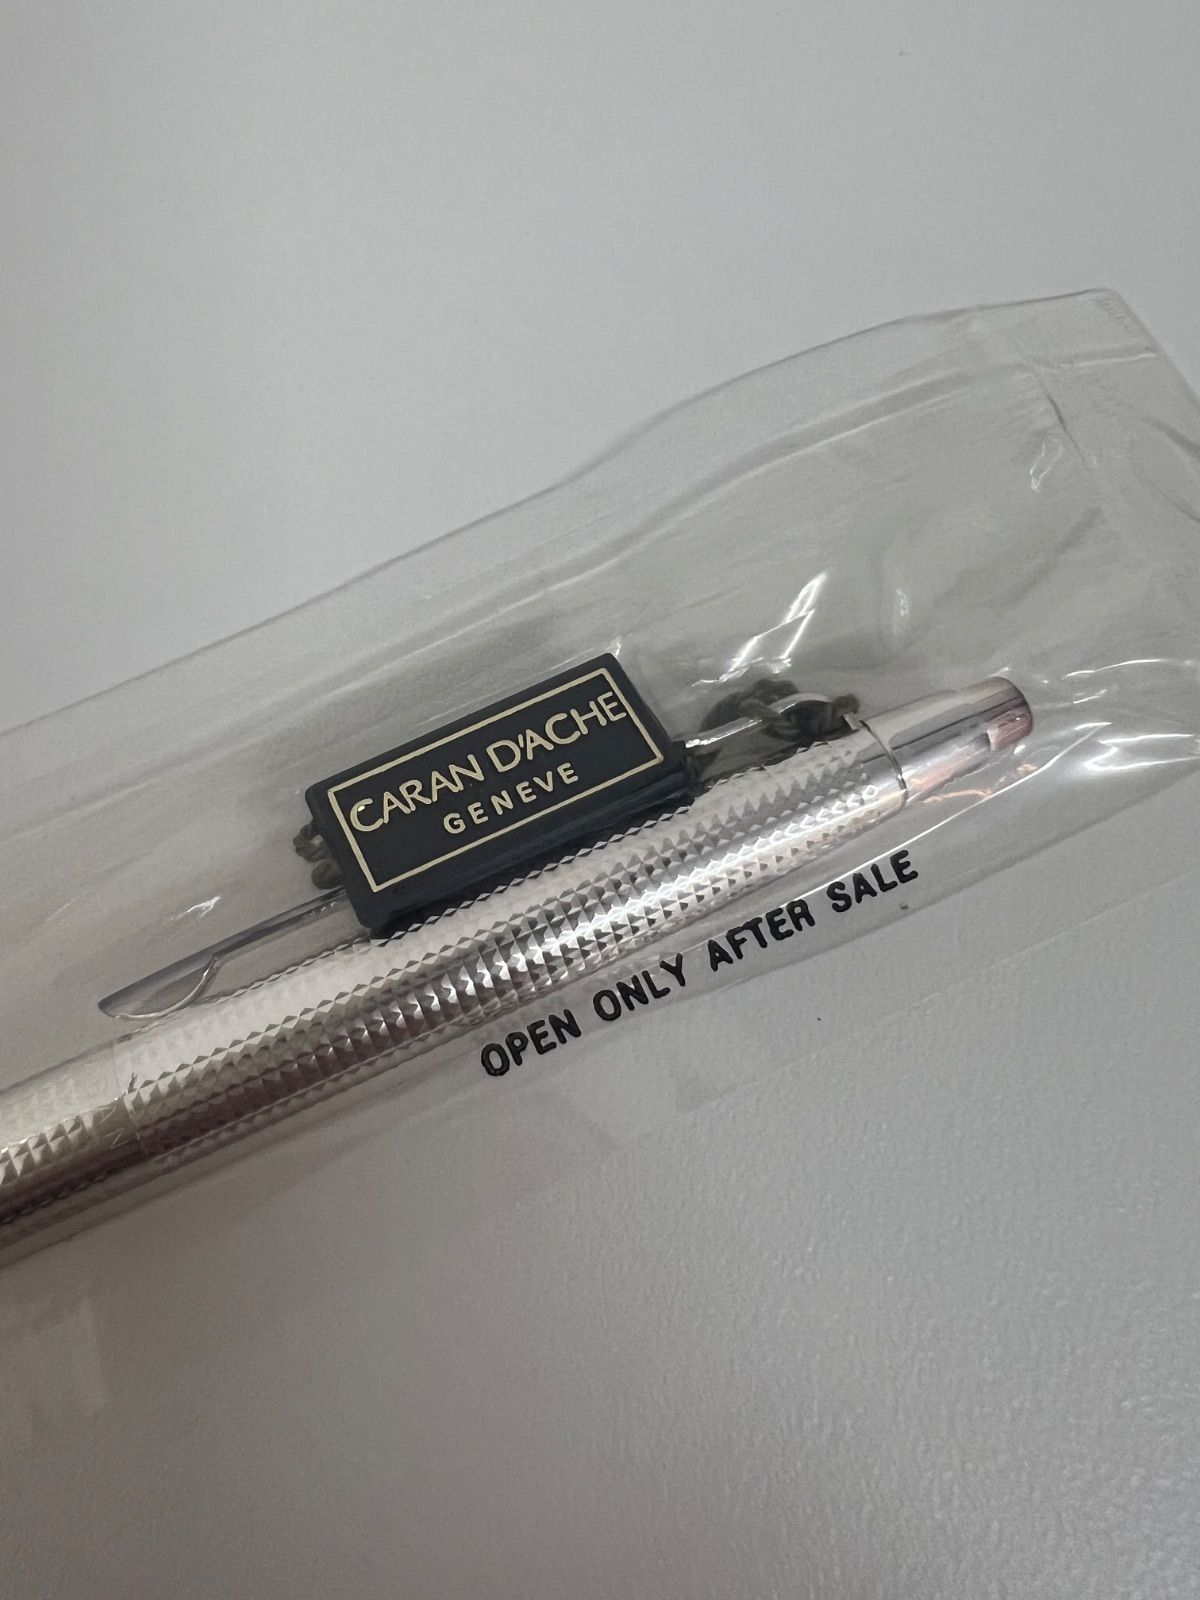 CARAN D'ACHE
GENEVE
OPEN ONLY AFTER SALE